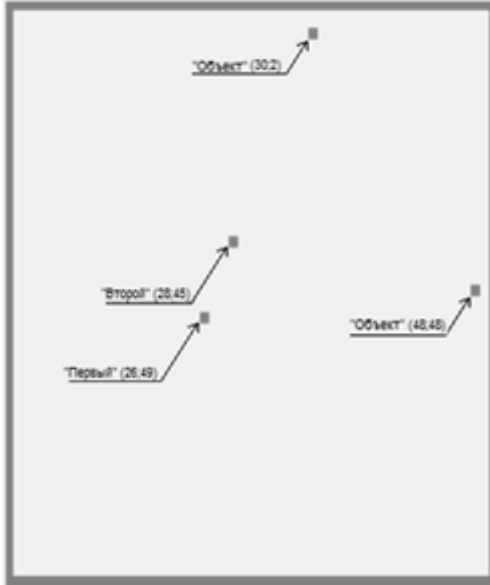 "Объект" (30:2)
"Второй" (28;45)
"Объект" (48;48)
"Первый" (26,49)